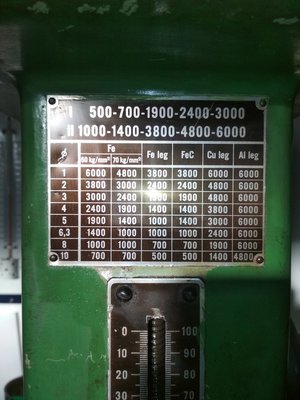 I 500-700-1900-2400-3000
II 1000-1400-3800-4800-6000
Fe
ø 60 kg/mm² 70 kg/mm² Fe leg FeC Cu leg Al leg
1 6000 4800 3800 3800 6000 6000
2 3800 3000 2400 2400 4800 6000
3 3000 2400 1900 1900 3800 6000
4 2400 1900 1400 1400 3800 6000
5 1900 1400 1000 1400 3000 6000
6,3 1400 1000 1000 1000 2400 6000
8 1000 1000 700 700 1900 6000
10 700 700 500 500 1400 4800
0 100
10 90
20 80
30 70